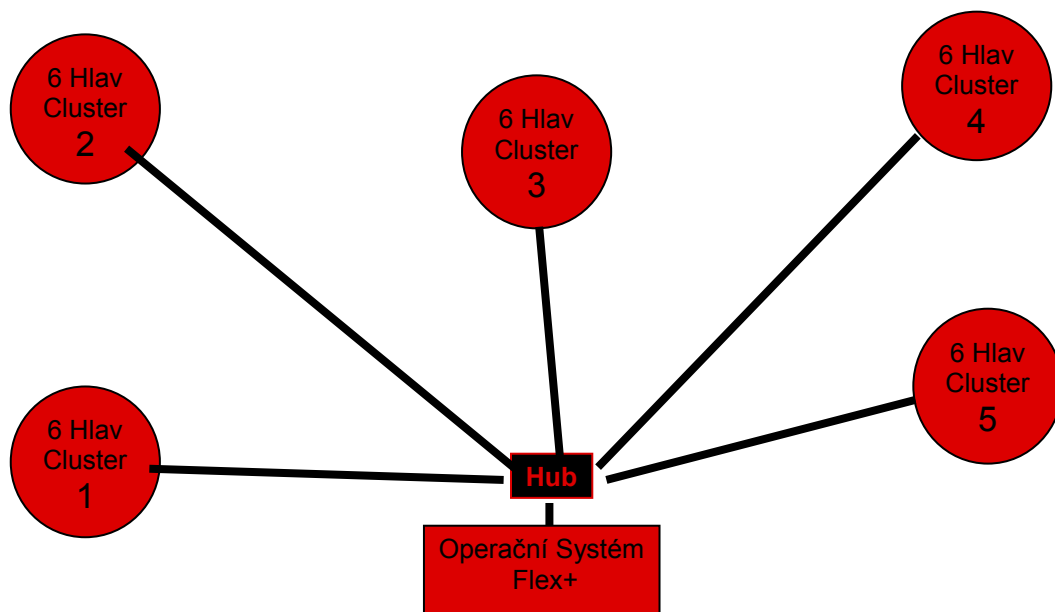 6 Hlav
Cluster
2
6 Hlav
Cluster
3
6 Hlav
Cluster
4
6 Hlav
Cluster
1
6 Hlav
Cluster
5
Hub
Operační Systém
Flex+